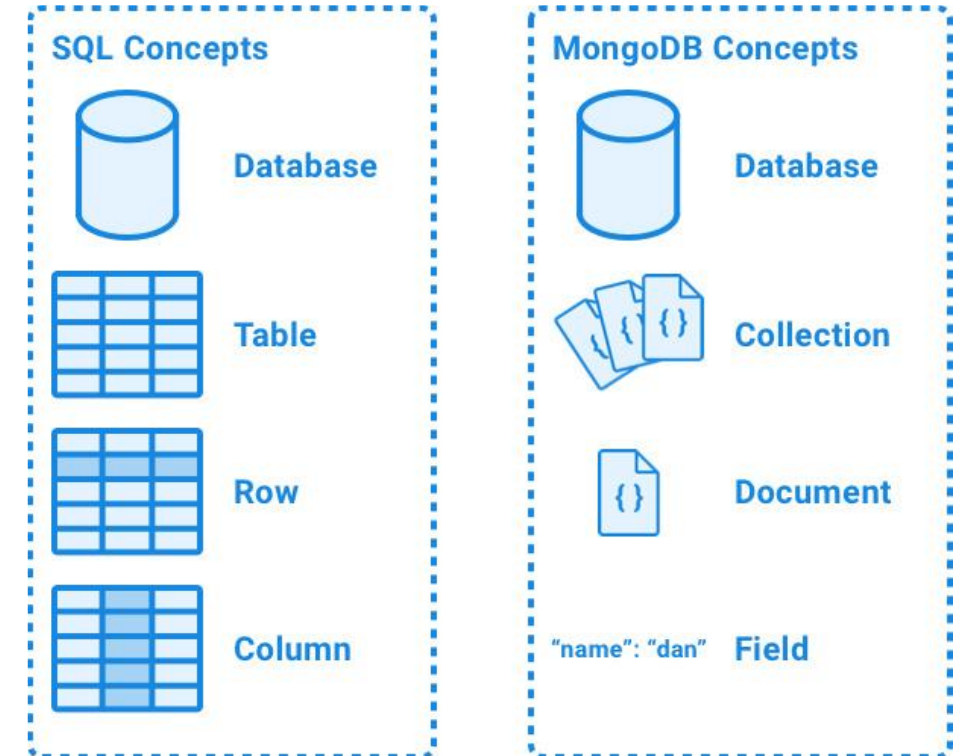 SQL Concepts
Database
Table
Row
Column
MongoDB Concepts
Database
{ }
{ }
Collection
{ }
Document
“name”: “dan” Field